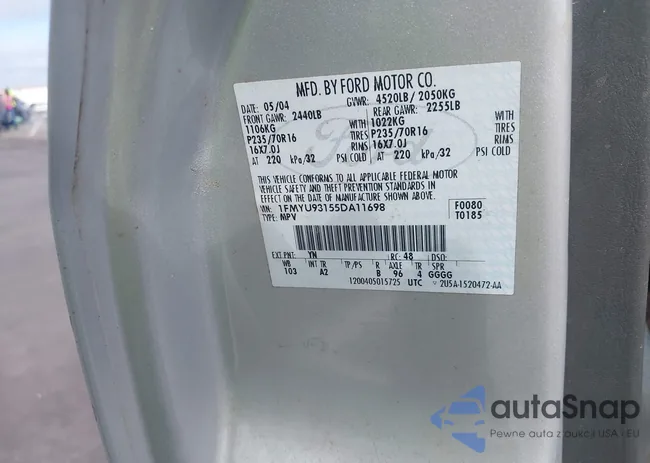 MFD. BY FORD MOTOR CO.
DATE: 05/04 GVWR: 4520LB/ 2050KG
FRONT GAWR: 2440LB REAR GAWR: 2255LB
1106KG 1022KG WITH
P235/70R16 TIRES P235/70R16 TIRES
16X7.0J RIMS 16X7.0J RIMS
AT 220 kPa/32 PSI COLD AT 220 kPa/32 PSI COLD
THIS VEHICLE CONFORMS TO ALL APPLICABLE FEDERAL MOTOR
VEHICLE SAFETY AND THEFT PREVENTION STANDARDS IN
EFFECT ON THE DATE OF MANUFACTURE SHOWN ABOVE.
VIN: 1FMYU93155DA11698 F0080
TYPE: MPV T0185
EXT PNT: YN RC: 48 DSO:
WB INT TR TP/PS R AXLE TR SPR
103 A2 B 96 4 GGGG
1200405015725 UTC 2U5A-1520472-AA
Ford
autoSnap
Pewne auta z aukcji USA i EU